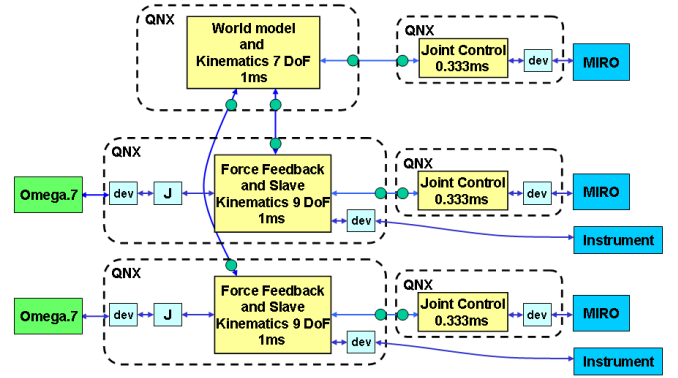 QNX
World model
and
Kinematics 7 DoF
1ms
QNX
Joint Control
0.333ms
dev
MIRO
QNX
Omega.7
dev
J
Force Feedback
and Slave
Kinematics 9 DoF
1ms
dev
QNX
Joint Control
0.333ms
dev
MIRO
Instrument
QNX
Omega.7
dev
J
Force Feedback
and Slave
Kinematics 9 DoF
1ms
dev
QNX
Joint Control
0.333ms
dev
MIRO
Instrument